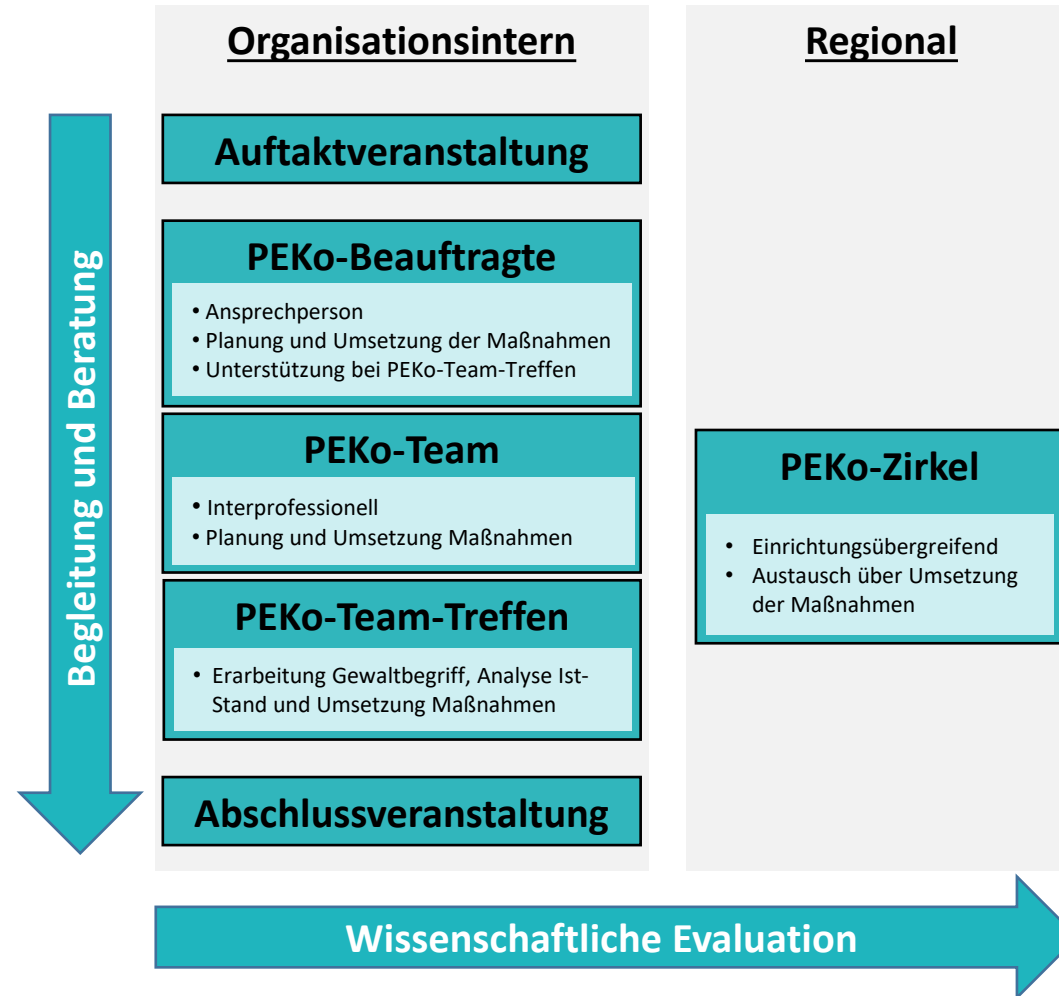 Organisationsintern
Auftaktveranstaltung
PEKo-Beauftragte
• Ansprechperson
• Planung und Umsetzung der Maßnahmen
• Unterstützung bei PEKo-Team-Treffen
PEKo-Team
• Interprofessionell
• Planung und Umsetzung Maßnahmen
PEKo-Team-Treffen
• Erarbeitung Gewaltbegriff, Analyse Ist-
Stand und Umsetzung Maßnahmen
Abschlussveranstaltung
Regional
PEKo-Zirkel
• Einrichtungsübergreifend
• Austausch über Umsetzung
der Maßnahmen
Begleitung und Beratung
Wissenschaftliche Evaluation